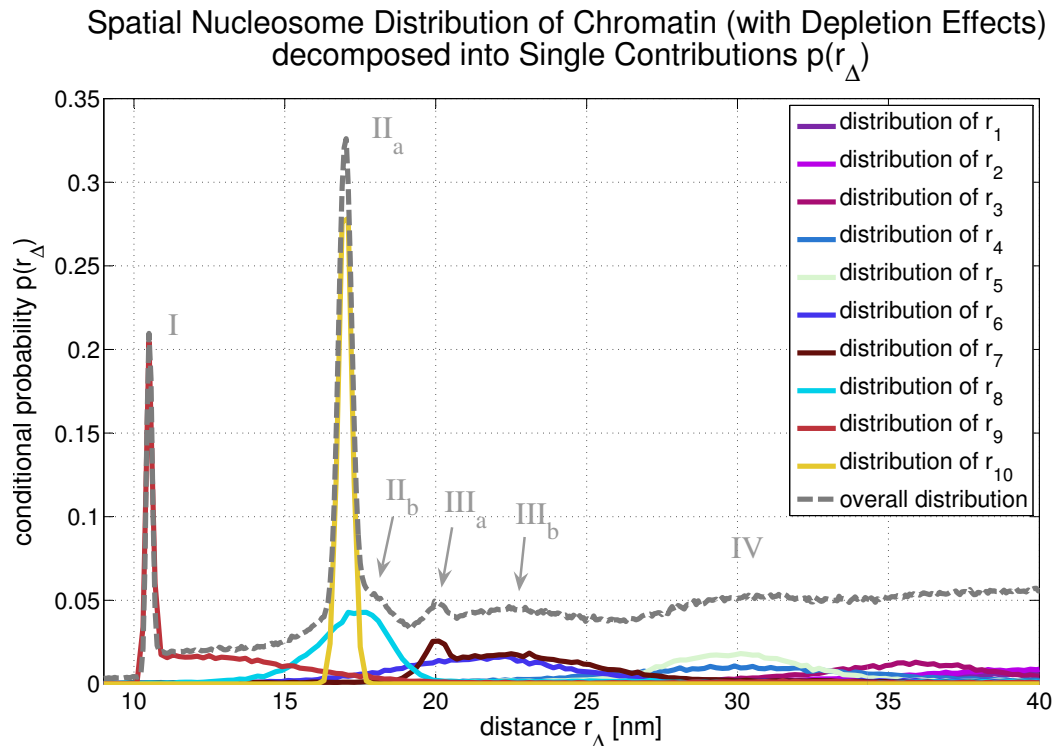 Spatial Nucleosome Distribution of Chromatin (with Depletion Effects)
decomposed into Single Contributions p(r_Δ)
0.35
0.3
0.25
0.2
0.15
0.1
0.05
0
conditional probability p(r_Δ)
I
II_a
II_b
III_a
III_b
IV
distribution of r_1
distribution of r_2
distribution of r_3
distribution of r_4
distribution of r_5
distribution of r_6
distribution of r_7
distribution of r_8
distribution of r_9
distribution of r_10
overall distribution
10
15
20
25
30
35
40
distance r_Δ [nm]